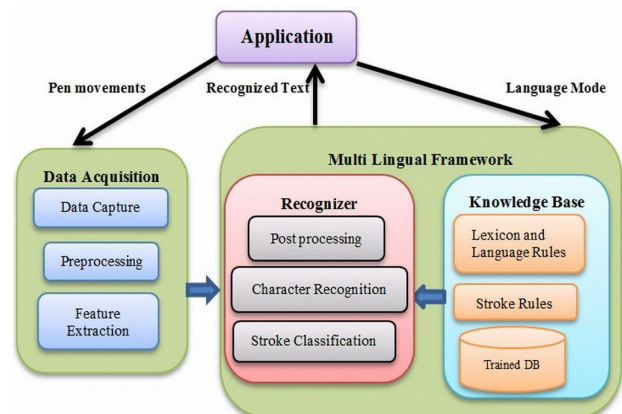 Application
Pen movements
Recognized Text
Language Mode
Data Acquisition
Data Capture
Preprocessing
Feature
Extraction
Multi Lingual Framework
Recognizer
Post processing
Character Recognition
Stroke Classification
Knowledge Base
Lexicon and
Language Rules
Stroke Rules
Trained DB